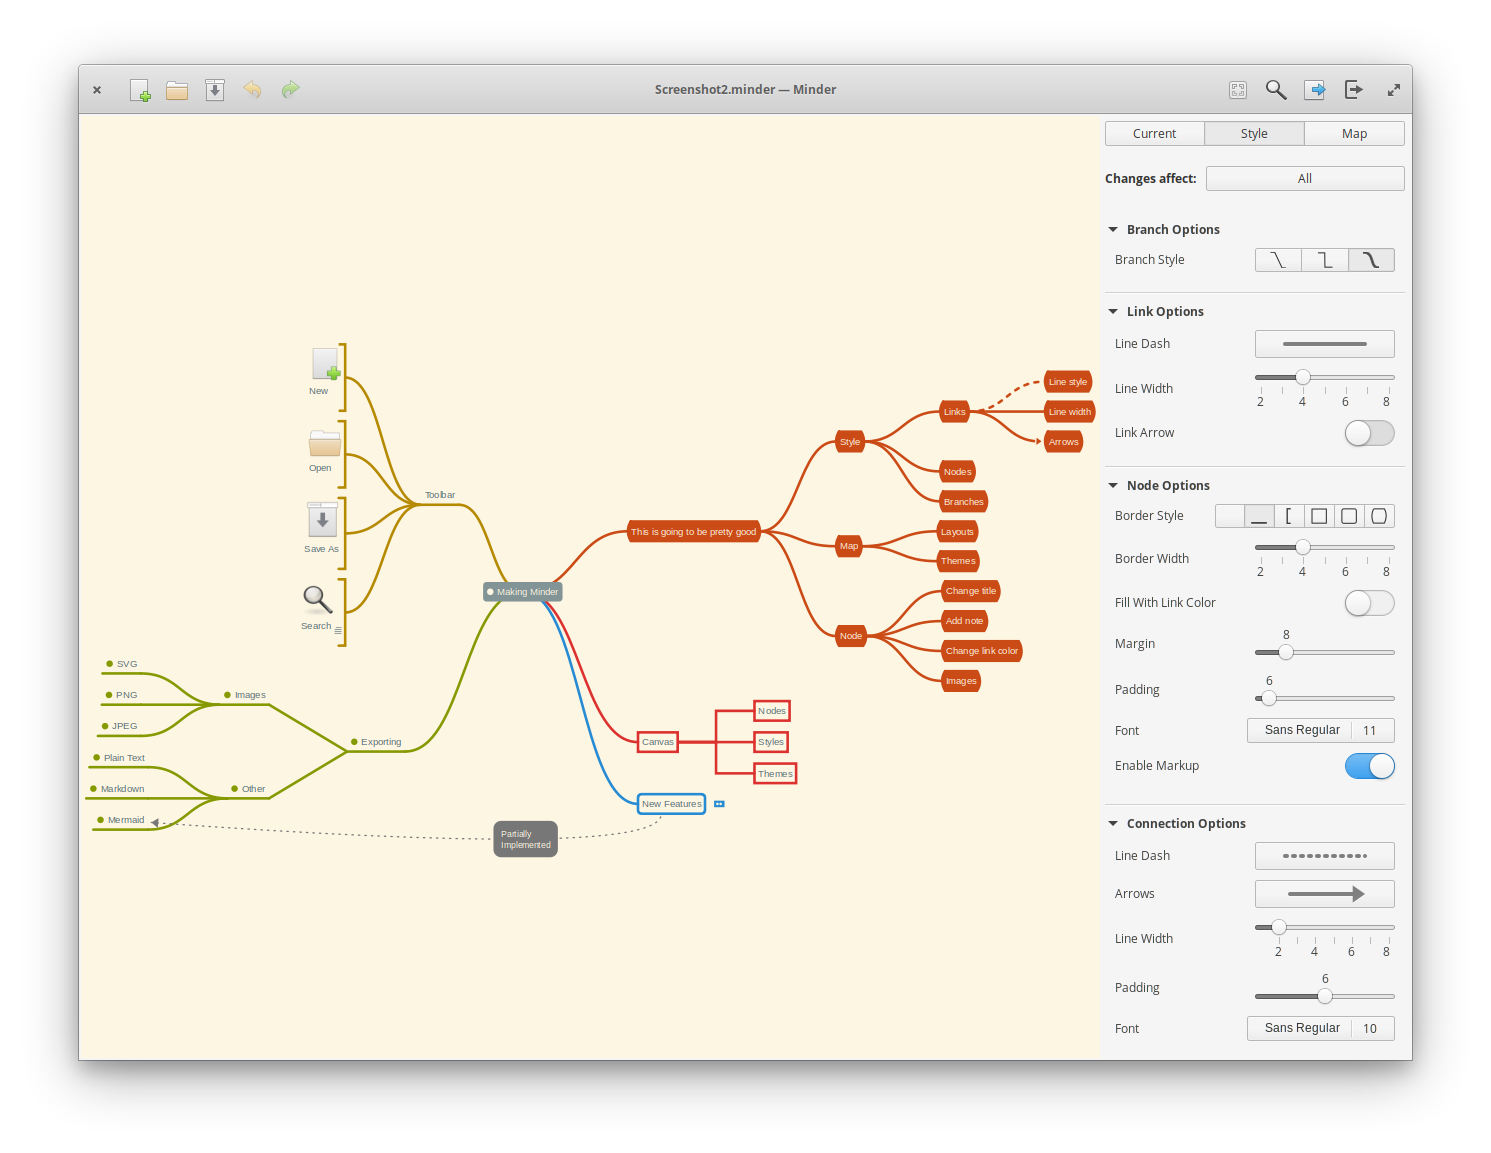 Screenshot2.minder — Minder
Current
Style
Map
Changes affect:
All
Branch Options
Branch Style
Link Options
Line Dash
Line Width
2 4 6 8
Link Arrow
Node Options
Border Style
Border Width
2 4 6 8
Fill With Link Color
Margin
8
Padding
6
Font
Sans Regular 11
Enable Markup
Connection Options
Line Dash
Arrows
Line Width
2 4 6 8
Padding
6
Font
Sans Regular 10
New
Open
Save As
Search
Toolbar
Making Minder
This is going to be pretty good
Style
Links
Line style
Line width
Arrows
Nodes
Branches
Map
Layouts
Themes
Node
Change title
Add note
Change link color
Images
Canvas
Nodes
Styles
Themes
New Features
Partially
Implemented
Exporting
Images
SVG
PNG
JPEG
Other
Plain Text
Markdown
Mermaid